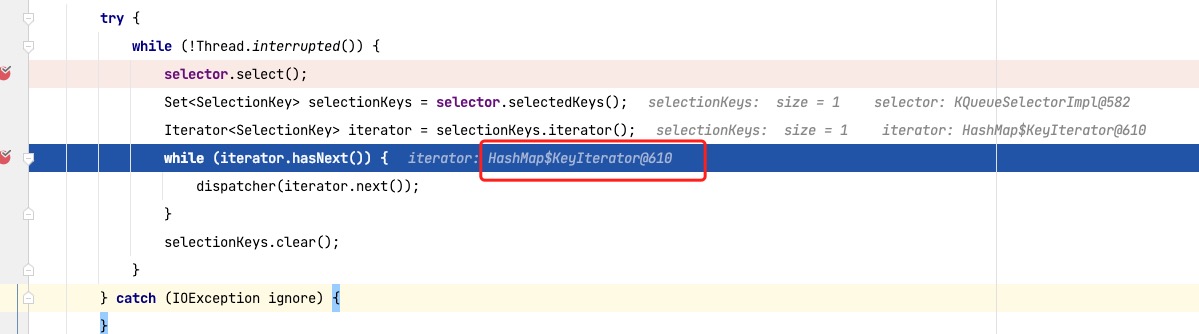 try {
while (!Thread.interrupted()) {
selector.select();
Set<SelectionKey> selectionKeys = selector.selectedKeys(); selectionKeys: size = 1 selector: KQueueSelectorImpl@582
Iterator<SelectionKey> iterator = selectionKeys.iterator(); selectionKeys: size = 1 iterator: HashMap$KeyIterator@610
while (iterator.hasNext()) { iterator: HashMap$KeyIterator@610
dispatcher(iterator.next());
}
selectionKeys.clear();
}
} catch (IOException ignore) {
}